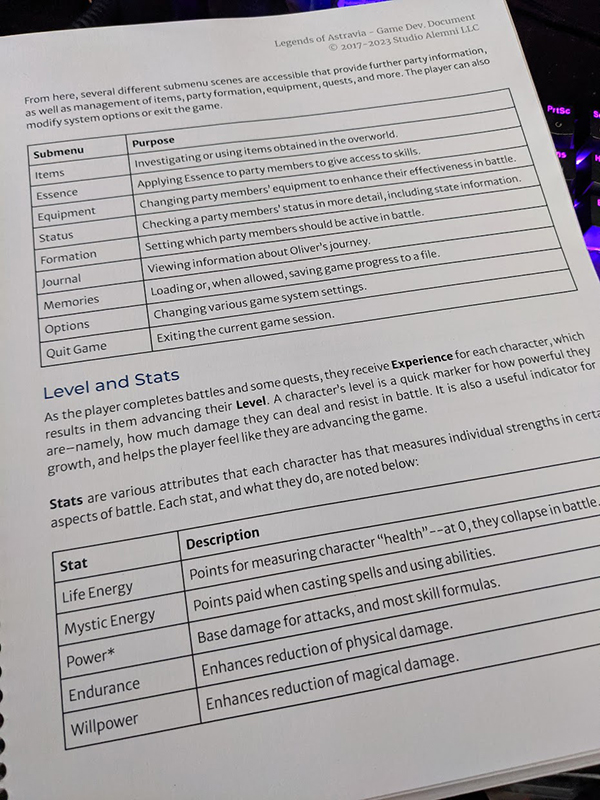 Legends of Astravia – Game Dev. Document
© 2017–2023 Studio Alemni LLC
From here, several different submenu scenes are accessible that provide further party information,
as well as management of items, party formation, equipment, quests, and more. The player can also
modify system options or exit the game.
Submenu Purpose
Items Investigating or using items obtained in the overworld.
Essence Applying Essence to party members to give access to skills.
Equipment Changing party members' equipment to enhance their effectiveness in battle.
Status Checking a party members' status in more detail, including state information.
Formation Setting which party members should be active in battle.
Journal Viewing information about Oliver's journey.
Memories Loading or, when allowed, saving game progress to a file.
Options Changing various game system settings.
Quit Game Exiting the current game session.
Level and Stats
As the player completes battles and some quests, they receive Experience for each character, which
results in them advancing their Level. A character's level is a quick marker for how powerful they
are—namely, how much damage they can deal and resist in battle. It is also a useful indicator for
growth, and helps the player feel like they are advancing the game.
Stats are various attributes that each character has that measures individual strengths in certa
aspects of battle. Each stat, and what they do, are noted below:
Stat Description
Life Energy Points for measuring character “health”--at 0, they collapse in battle.
Mystic Energy Points paid when casting spells and using abilities.
Power* Base damage for attacks, and most skill formulas.
Endurance Enhances reduction of physical damage.
Willpower Enhances reduction of magical damage.
PrtSc